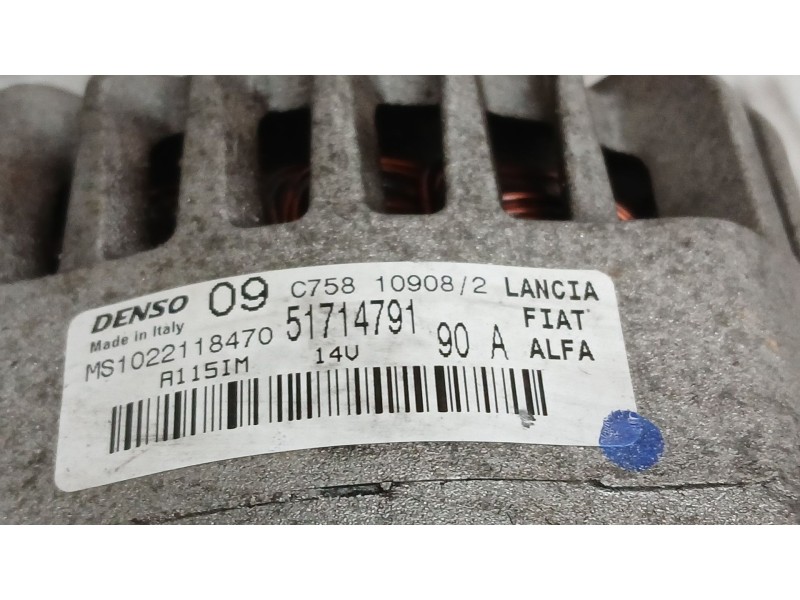 DENSO 09 C758 10908/2 LANCIA
Made in Italy 51714791 FIAT
MS1022118470 90 A ALFA
A115IM 14V